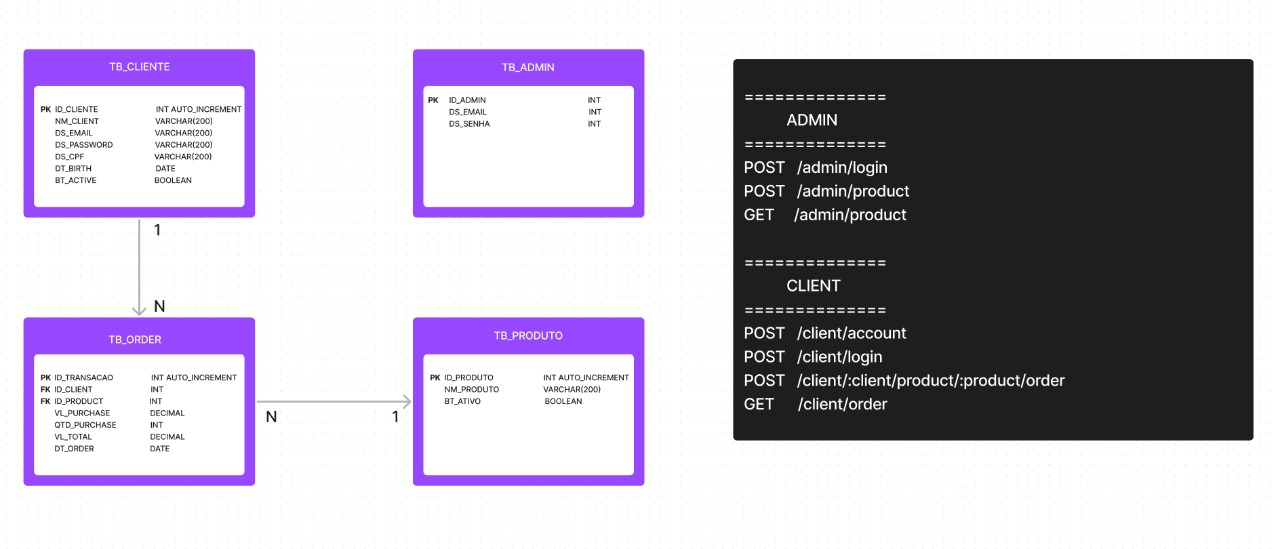 TB_CLIENTE
PK ID_CLIENTE INT AUTO_INCREMENT
NM_CLIENT VARCHAR(200)
DS_EMAIL VARCHAR(200)
DS_PASSWORD VARCHAR(200)
DS_CPF VARCHAR(200)
DT_BIRTH DATE
BT_ACTIVE BOOLEAN
1
N
TB_ADMIN
PK ID_ADMIN INT
DS_EMAIL INT
DS_SENHA INT
TB_ORDER
PK ID_TRANSACAO INT AUTO_INCREMENT
FK ID_CLIENT INT
FK ID_PRODUCT INT
VL_PURCHASE DECIMAL
QTD_PURCHASE INT
VL_TOTAL DECIMAL
DT_ORDER DATE
N
1
TB_PRODUTO
PK ID_PRODUTO INT AUTO_INCREMENT
NM_PRODUTO VARCHAR(200)
BT_ATIVO BOOLEAN
==============
ADMIN
==============
POST /admin/login
POST /admin/product
GET /admin/product
==============
CLIENT
==============
POST /client/account
POST /client/login
POST /client/:client/product/:product/order
GET /client/order